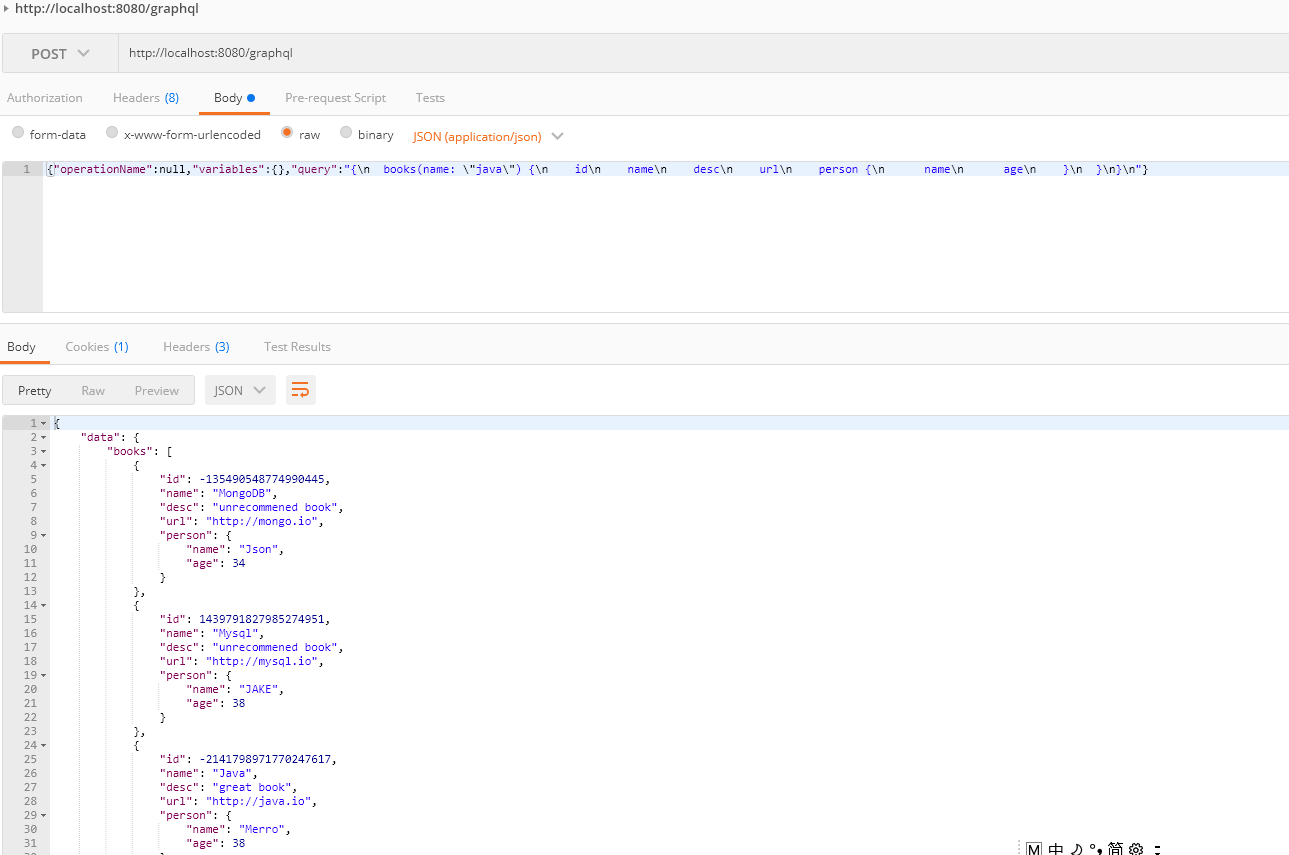 http://localhost:8080/graphql
POST http://localhost:8080/graphql
Authorization Headers (8) Body Pre-request Script Tests
form-data x-www-form-urlencoded raw binary JSON (application/json)
1 {"operationName":null,"variables":{},"query":"{\n  books(name: \"java\") {\n    id\n    name\n    desc\n    url\n    person {\n      name\n      age\n    }\n  }\n}\n"}
Body Cookies (1) Headers (3) Test Results
Pretty Raw Preview JSON
1 {
2     "data": {
3         "books": [
4             {
5                 "id": -135490548774990445,
6                 "name": "MongoDB",
7                 "desc": "unrecommened book",
8                 "url": "http://mongo.io",
9                 "person": {
10                     "name": "Json",
11                     "age": 34
12                 }
13             },
14             {
15                 "id": 1439791827985274951,
16                 "name": "Mysql",
17                 "desc": "unrecommened book",
18                 "url": "http://mysql.io",
19                 "person": {
20                     "name": "JAKE",
21                     "age": 38
22                 }
23             },
24             {
25                 "id": -2141798971770247617,
26                 "name": "Java",
27                 "desc": "great book",
28                 "url": "http://java.io",
29                 "person": {
30                     "name": "Merro",
31                     "age": 38
M 中 简